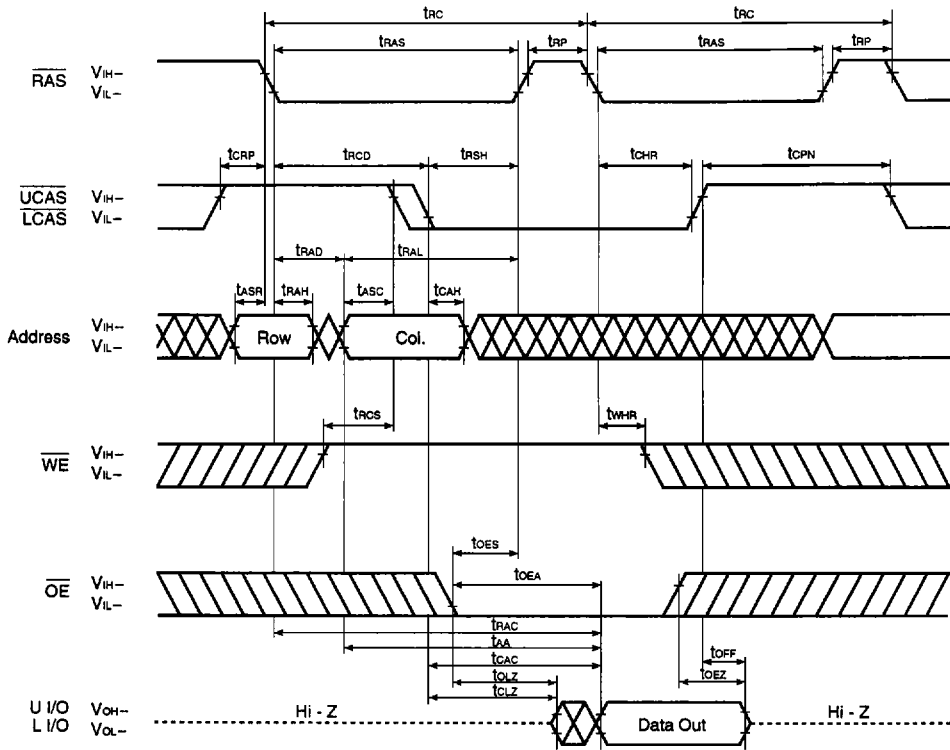 tRC tRC
tRAS tRP tRAS tRP
RAS VIH–
VIL–
tCRP tRCD tRSH tCHR tCPN
UCAS VIH–
LCAS VIL–
tRAD tRAL
tASR tRAH tASC tCAH
Address VIH–
VIL–
Row Col.
tRCS tWHR
WE VIH–
VIL–
tOES
tOEA
OE VIH–
VIL–
tRAC
tAA
tCAC
tOLZ
tCLZ
tOFF
tOEZ
U I/O VOH–
L I/O VOL–
Hi - Z Data Out Hi - Z